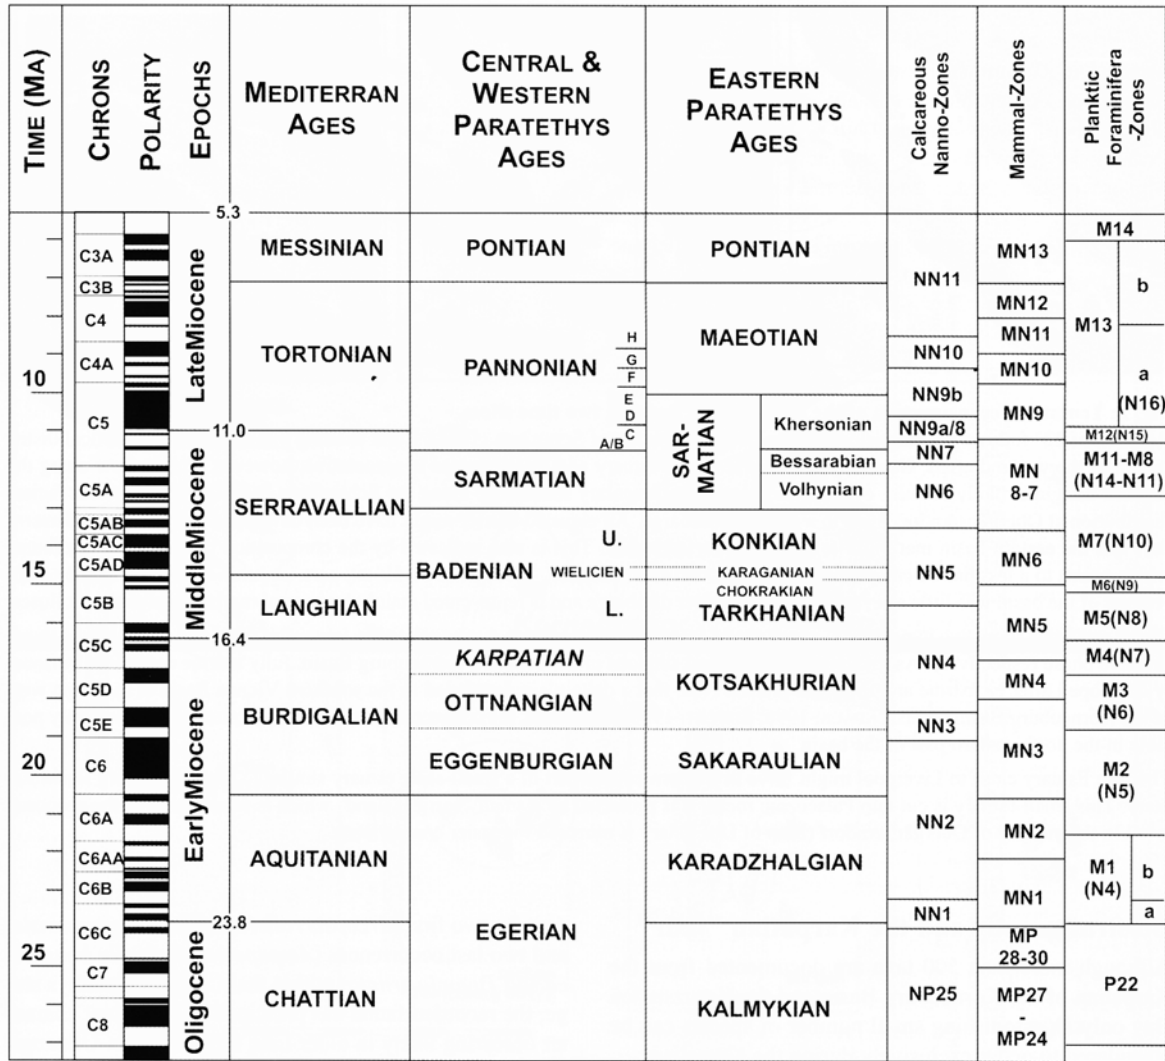 TIME (MA)
CHRONS
POLARITY
EPOCHS
MEDITERRAN
AGES
CENTRAL &
WESTERN
PARATETHYS
AGES
EASTERN
PARATETHYS
AGES
Calcareous
Nanno-Zones
Mammal-Zones
Planktic
Foraminifera
-Zones
10
15
20
25
C3A
C3B
C4
C4A
C5
C5A
C5AB
C5AC
C5AD
C5B
C5C
C5D
C5E
C6
C6A
C6AA
C6B
C6C
C7
C8
5.3
LateMiocene
11.0
MiddleMiocene
16.4
EarlyMiocene
23.8
Oligocene
MESSINIAN
TORTONIAN
SERRAVALLIAN
LANGHIAN
BURDIGALIAN
AQUITANIAN
CHATTIAN
PONTIAN
PANNONIAN
H
G
F
E
D
C
A/B
SARMATIAN
U.
BADENIAN WIELICIEN
L.
KARPATIAN
OTTNANGIAN
EGGENBURGIAN
EGERIAN
PONTIAN
MAEOTIAN
SAR-
MATIAN
Khersonian
Bessarabian
Volhynian
KONKIAN
KARAGANIAN
CHOKRAKIAN
TARKHANIAN
KOTSAKHURIAN
SAKARAULIAN
KARADZHALGIAN
KALMYKIAN
NN11
NN10
NN9b
NN9a/8
NN7
NN6
NN5
NN4
NN3
NN2
NN1
NP25
MN13
MN12
MN11
MN10
MN9
MN
8-7
MN6
MN5
MN4
MN3
MN2
MN1
MP
28-30
MP27
-
MP24
M14
M13
b
a
(N16)
M12(N15)
M11-M8
(N14-N11)
M7(N10)
M6(N9)
M5(N8)
M4(N7)
M3
(N6)
M2
(N5)
M1
(N4)
b
a
P22